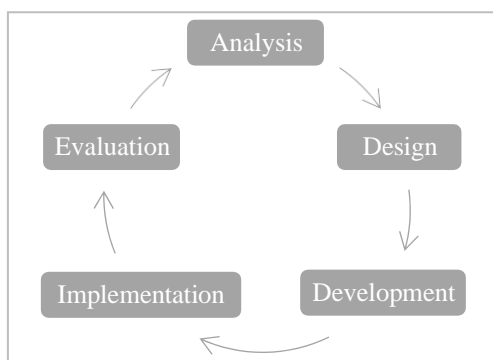 Analysis
Evaluation
Design
Implementation
Development